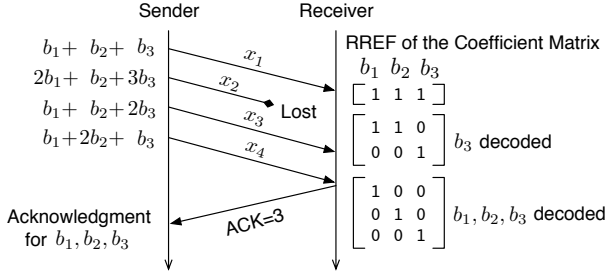 Sender Receiver
RREF of the Coefficient Matrix
b₁ b₂ b₃
b₁+ b₂+ b₃ x₁ [1 1 1]
2b₁+ b₂+3b₃ x₂ Lost
b₁+ b₂+2b₃ x₃
1 1 0
0 0 1
b₃ decoded
b₁+2b₂+ b₃ x₄
1 0 0
0 1 0
0 0 1
b₁, b₂, b₃ decoded
ACK=3
Acknowledgment
for b₁, b₂, b₃